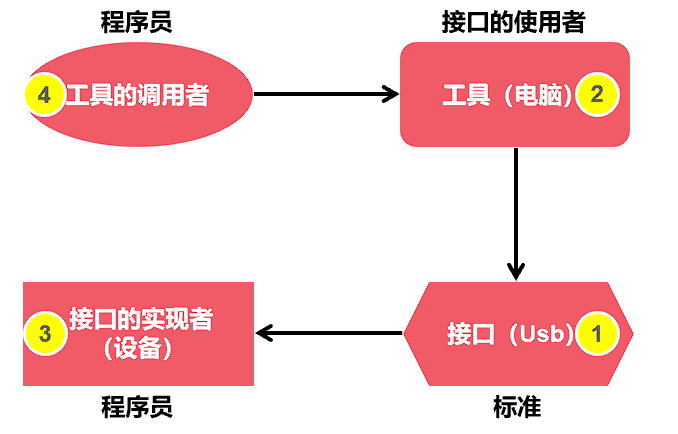 程序员
接口的使用者
4 工具的调用者
工具（电脑） 2
3 接口的实现者
（设备）
接口（Usb） 1
程序员
标准